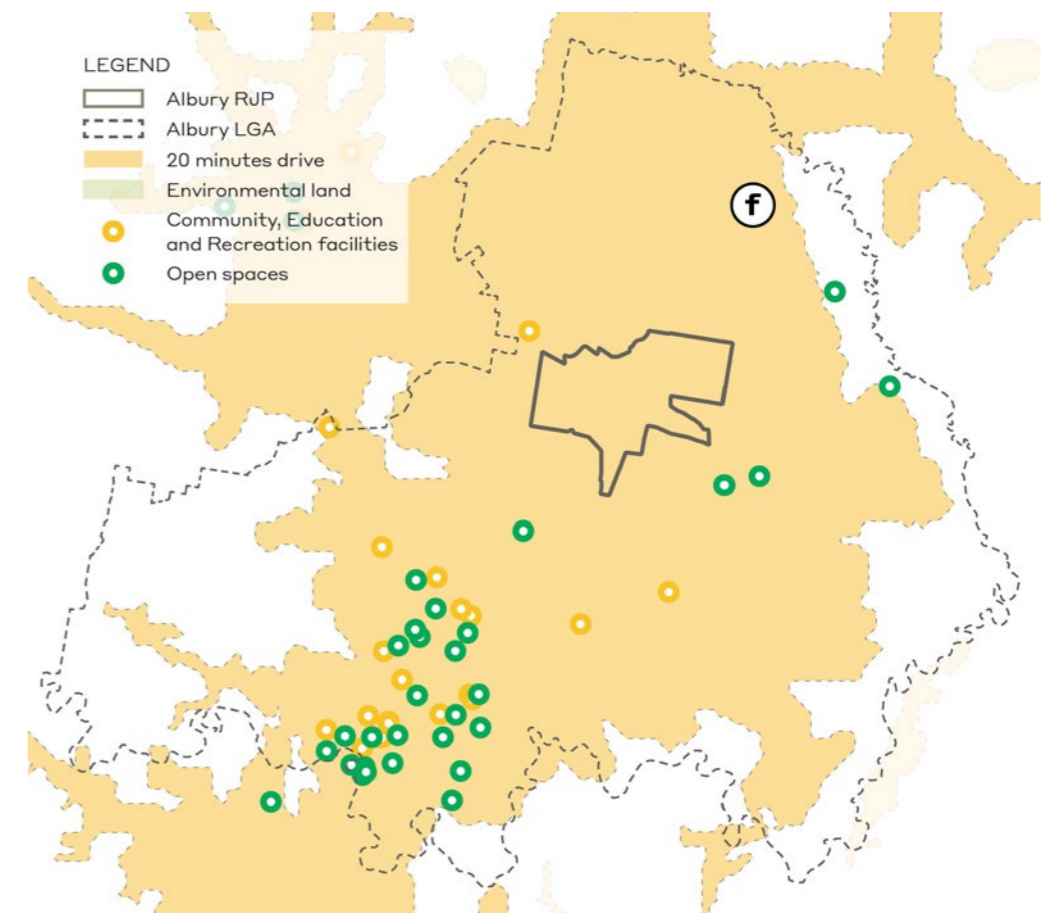 LEGEND
Albury RJP
Albury LGA
20 minutes drive
Environmental land
Community, Education
and Recreation facilities
Open spaces
f